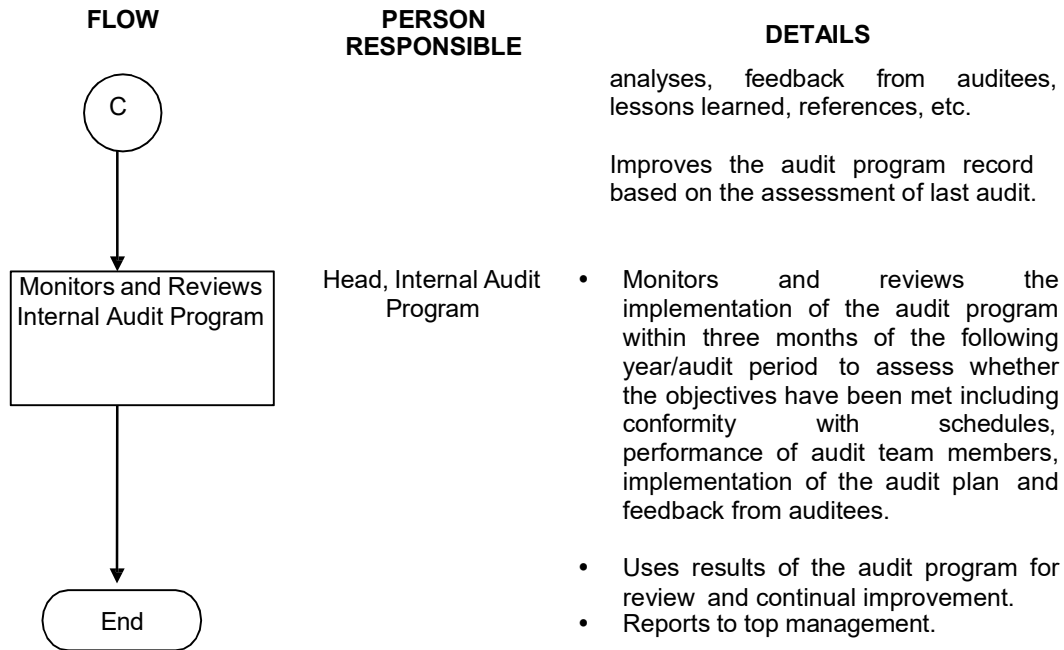 FLOW
PERSON
RESPONSIBLE
DETAILS
C
analyses, feedback from auditees,
lessons learned, references, etc.
Improves the audit program record
based on the assessment of last audit.
Monitors and Reviews
Internal Audit Program
Head, Internal Audit
Program
• Monitors and reviews the
implementation of the audit program
within three months of the following
year/audit period to assess whether
the objectives have been met including
conformity with schedules,
performance of audit team members,
implementation of the audit plan and
feedback from auditees.
• Uses results of the audit program for
review and continual improvement.
• Reports to top management.
End